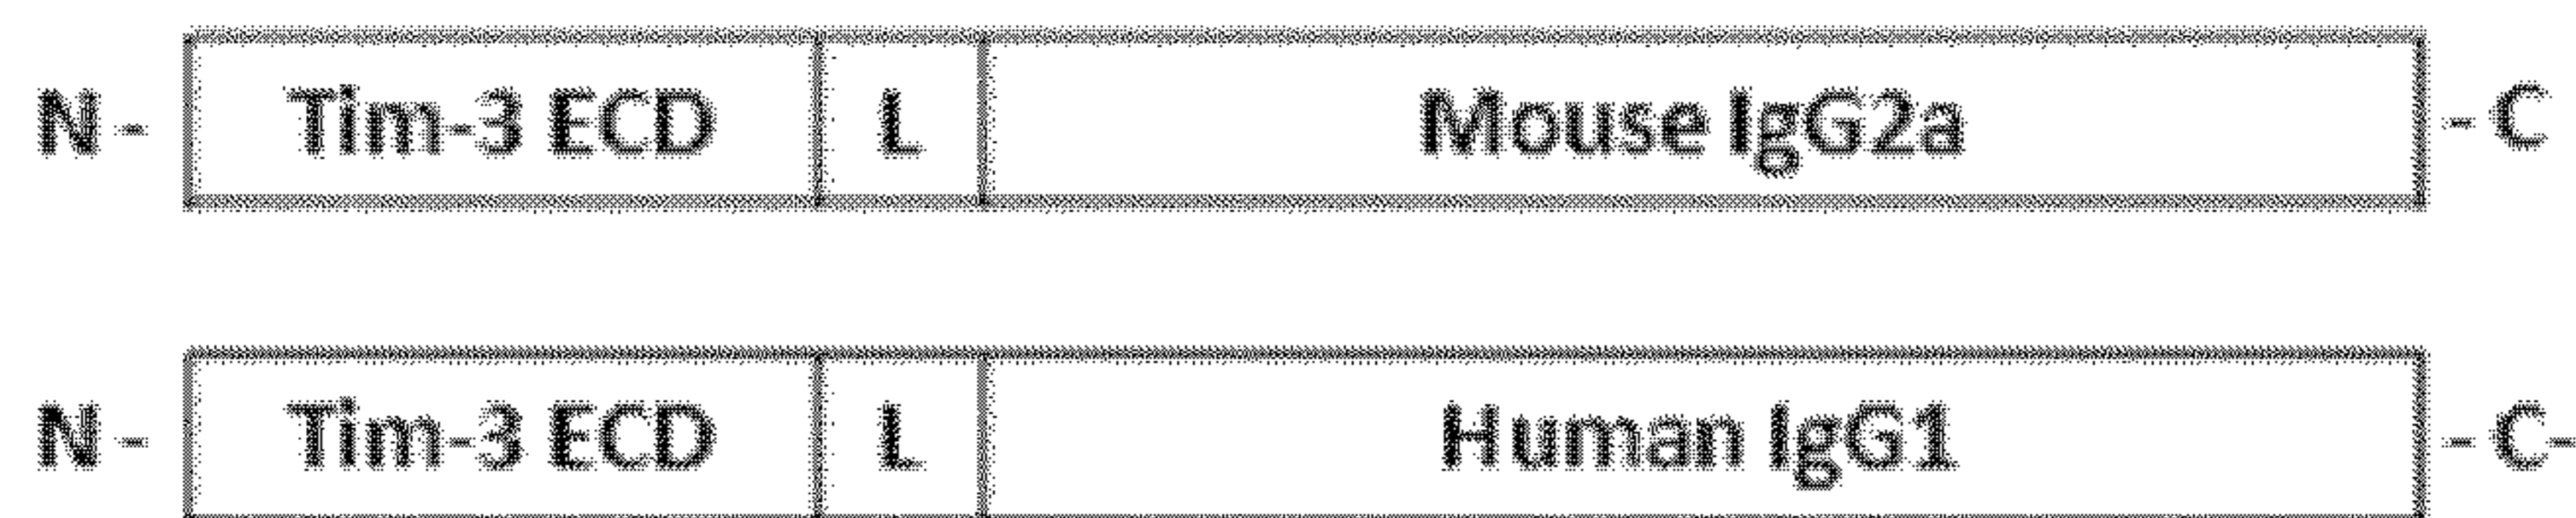 N - Tim-3 ECD L Mouse IgG2a - C
N - Tim-3 ECD L Human IgG1 - C-